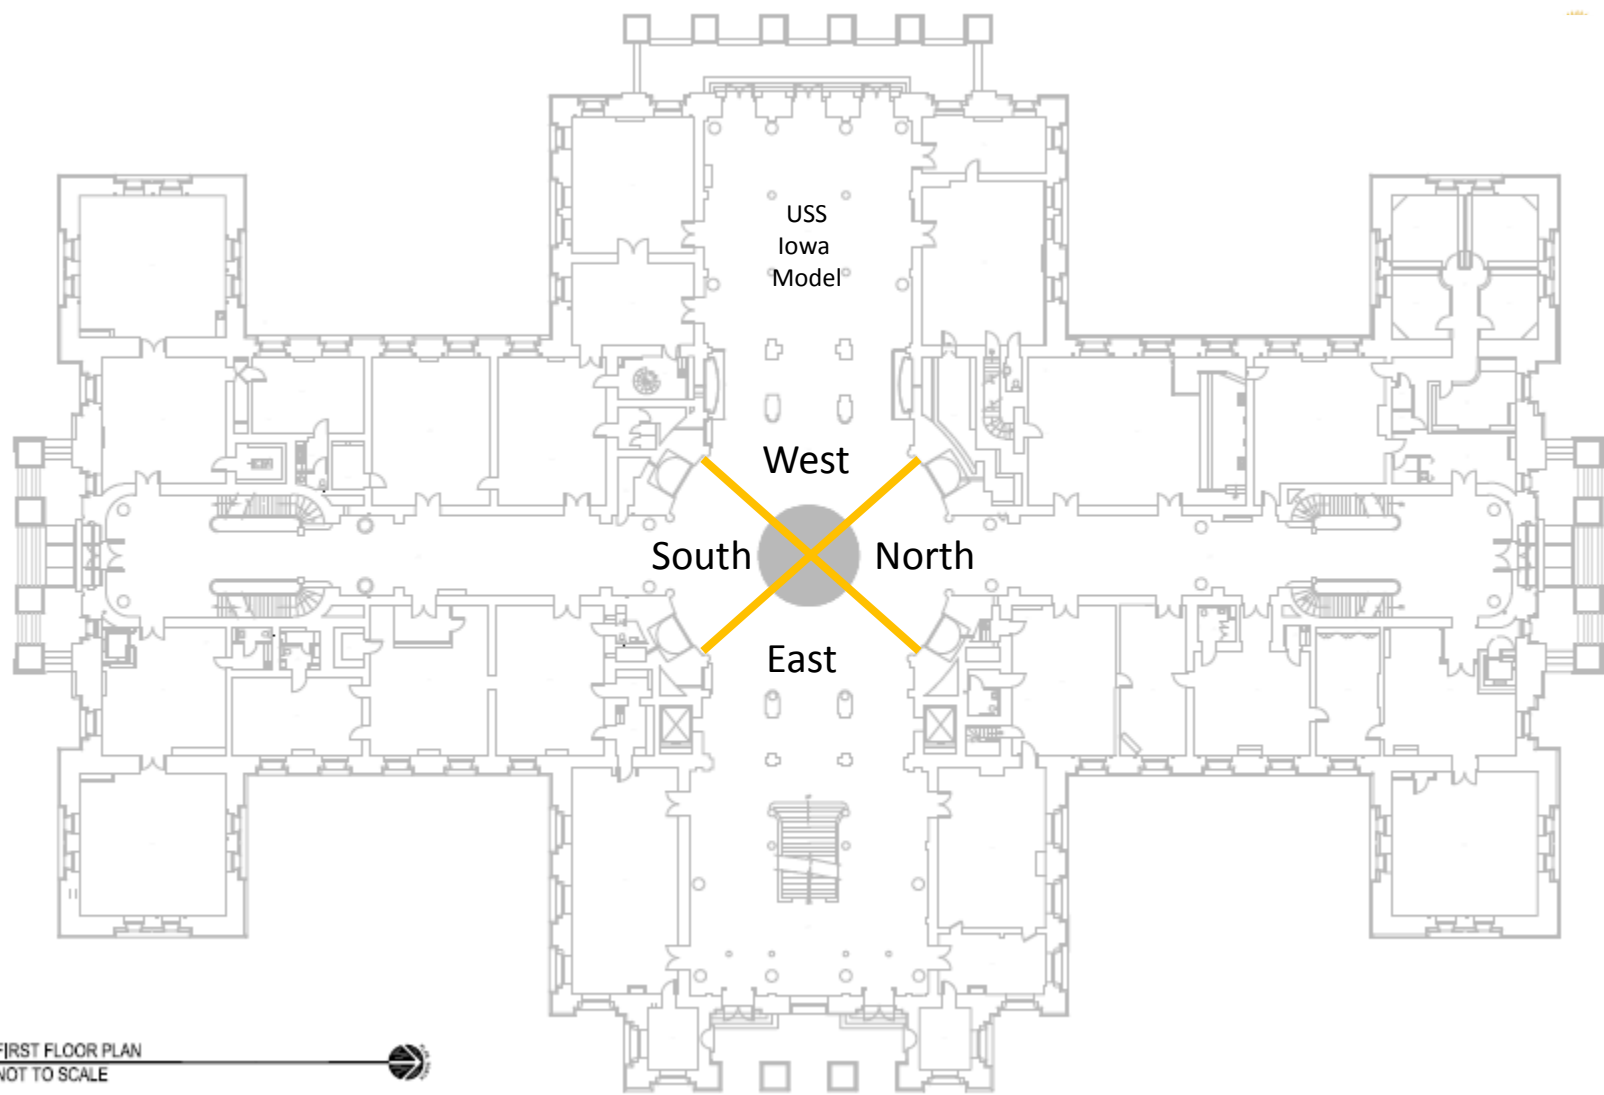 USS
Iowa
Model
West
South
North
East
FIRST FLOOR PLAN
NOT TO SCALE